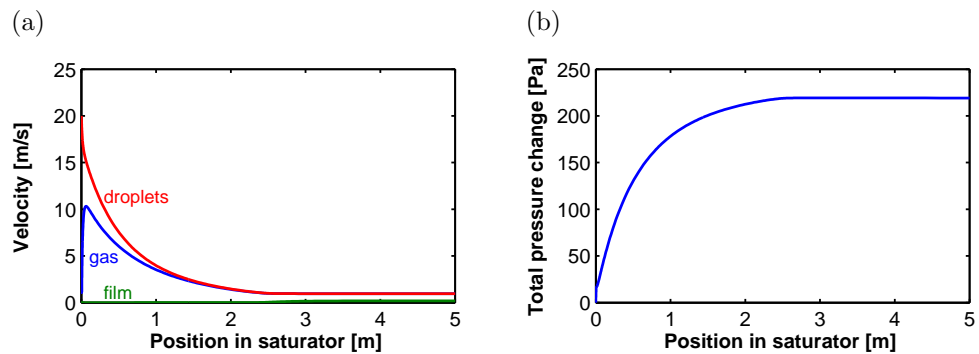 (a)
25
20
15
10
5
0
Velocity [m/s]
droplets
gas
film
0 1 2 3 4 5
Position in saturator [m]
(b)
250
200
150
100
50
0
Total pressure change [Pa]
0 1 2 3 4 5
Position in saturator [m]